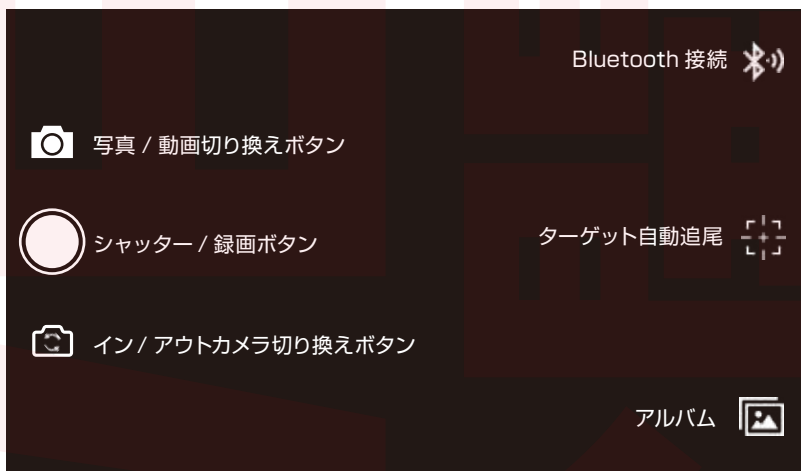 Bluetooth 接続
写真 / 動画切り換えボタン
シャッター / 録画ボタン
ターゲット自動追尾
イン / アウトカメラ切り換えボタン
アルバム